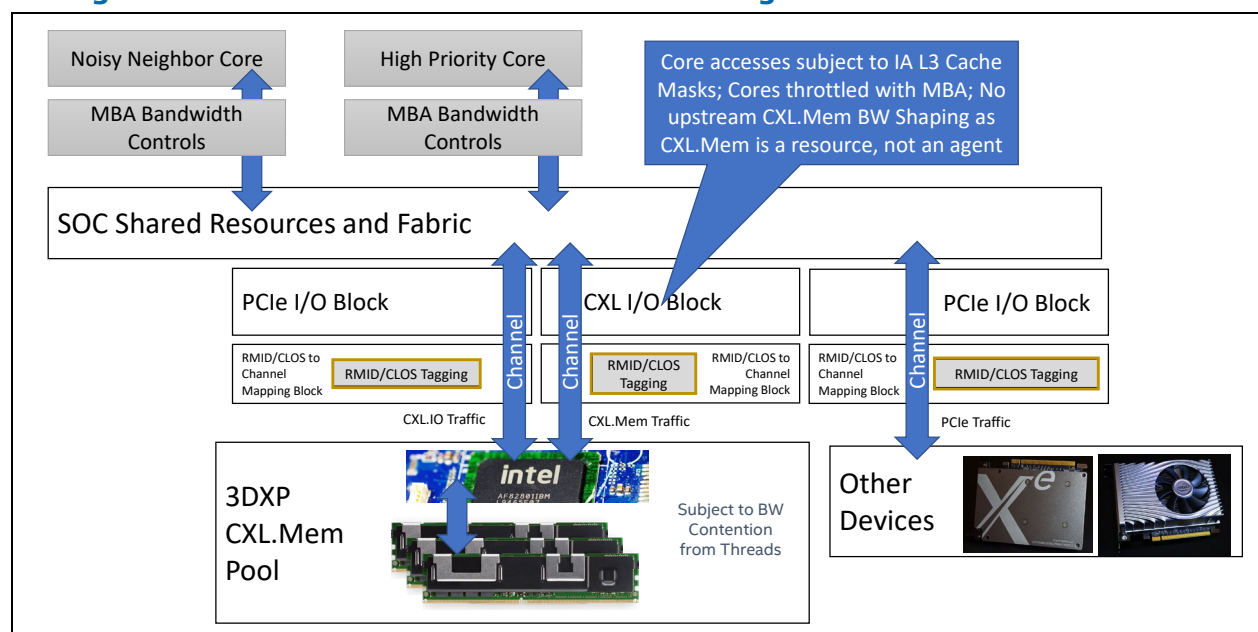 Noisy Neighbor Core
MBA Bandwidth
Controls
High Priority Core
MBA Bandwidth
Controls
Core accesses subject to IA L3 Cache
Masks; Cores throttled with MBA; No
upstream CXL.Mem BW Shaping as
CXL.Mem is a resource, not an agent
SOC Shared Resources and Fabric
PCIe I/O Block
CXL I/O Block
PCIe I/O Block
Channel
Channel
Channel
RMID/CLOS to
Channel
Mapping Block
RMID/CLOS Tagging
RMID/CLOS
Tagging
RMID/CLOS to
Channel
Mapping Block
RMID/CLOS to
Channel
Mapping Block
RMID/CLOS Tagging
CXL.IO Traffic
CXL.Mem Traffic
PCIe Traffic
3DXP
CXL.Mem
Pool
intel
AF82801IBM
Subject to BW
Contention
from Threads
Other
Devices
Xe